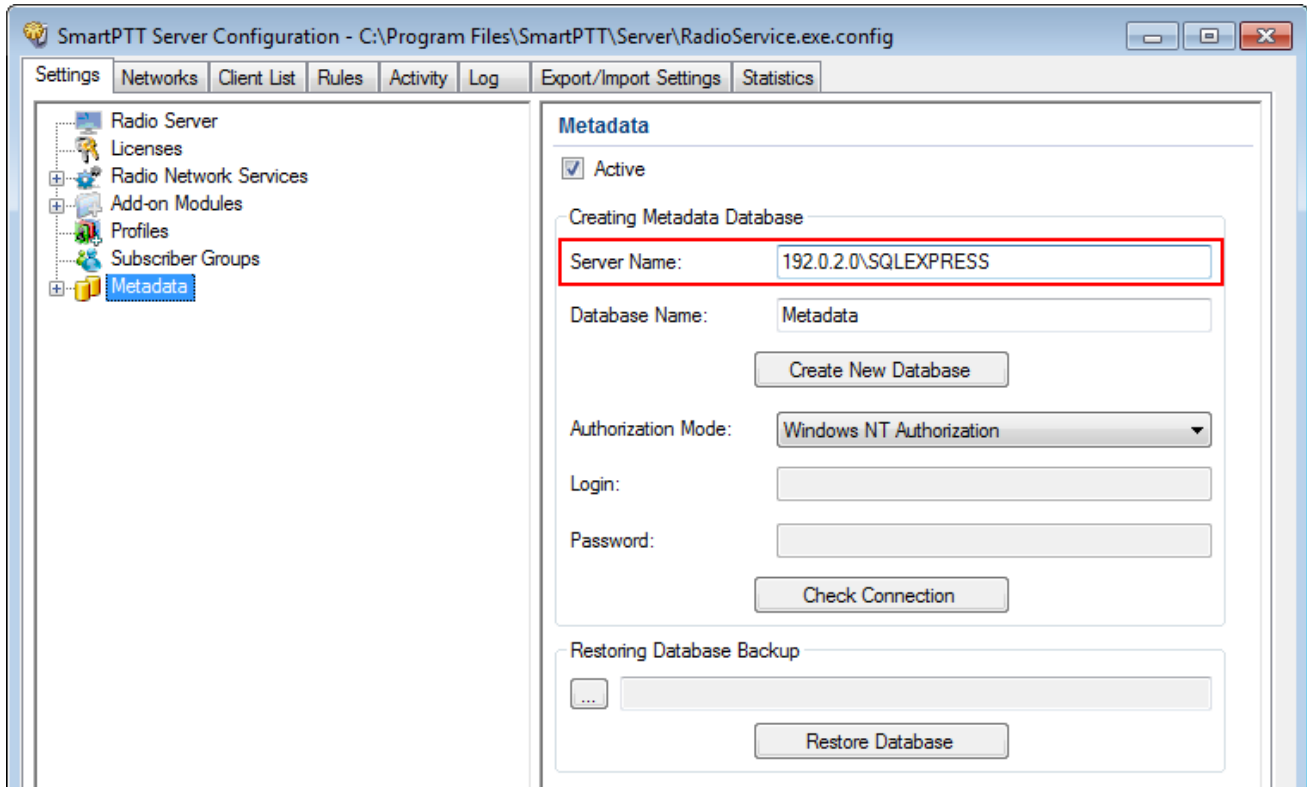 SmartPTT Server Configuration - C:\Program Files\SmartPTT\Server\RadioService.exe.config
Settings Networks Client List Rules Activity Log Export/Import Settings Statistics
Radio Server
Licenses
Radio Network Services
Add-on Modules
Profiles
Subscriber Groups
Metadata
Metadata
Active
Creating Metadata Database
Server Name: 192.0.2.0\SQLEXPRESS
Database Name: Metadata
Create New Database
Authorization Mode: Windows NT Authorization
Login:
Password:
Check Connection
Restoring Database Backup
...
Restore Database